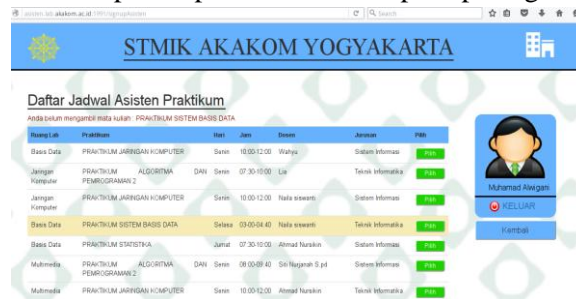 Search
STMIK AKAKOM YOGYAKARTA
Daftar Jadwal Asisten Praktikum
Anda belum mengambil mata kuliah : PRAKTIKUM SISTEM BASIS DATA
Ruang Lab Praktikum Hari Jam Dosen Jurusan Pilih
Basis Data PRAKTIKUM JARINGAN KOMPUTER Senin 10:00-12:00 Wahyu Sistem Informasi Pilih
Jaringan Komputer PRAKTIKUM ALGORITMA DAN PEMROGRAMAN 2 Senin 07:30-10:00 Lia Teknik Informatika Pilih
Jaringan Komputer PRAKTIKUM JARINGAN KOMPUTER Senin 10:00-12:00 Naila siswanti Sistem Informasi Pilih
Basis Data PRAKTIKUM SISTEM BASIS DATA Selasa 03:00-04:40 Naila siswanti Teknik Informatika Pilih
Basis Data PRAKTIKUM STATISTIKA Jumat 07:30-10:00 Ahmad Nursikin Sistem Informasi Pilih
Multimedia PRAKTIKUM ALGORITMA DAN PEMROGRAMAN 2 Senin 08:00-09:40 Siti Nurjanah S.pd Sistem Informasi Pilih
Multimedia PRAKTIKUM JARINGAN KOMPUTER Senin 10:00-12:00 Ahmad Nursikin Teknik Informatika Pilih
Muhamad Alwigani
KELUAR
Kembali